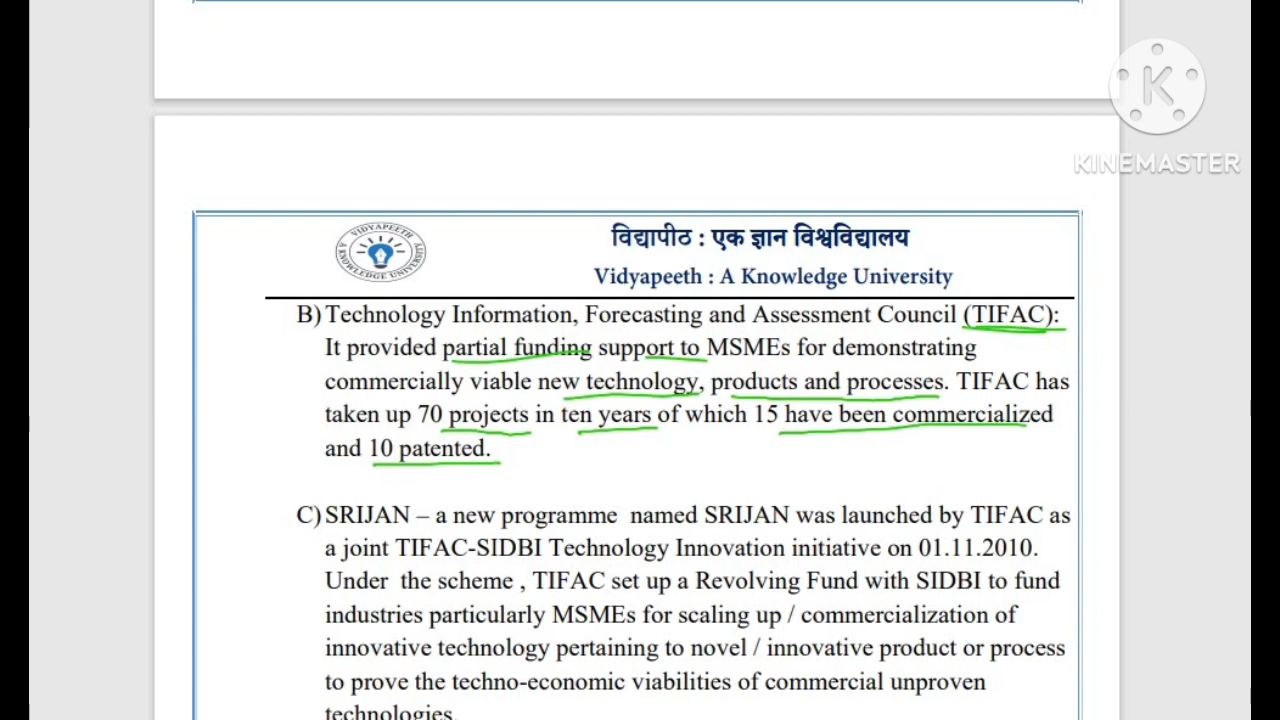 KINEMASTER
VIDYAPEETH
A KNOWLEDGE UNIVERSITY
विद्यापीठ : एक ज्ञान विश्वविद्यालय
Vidyapeeth : A Knowledge University
B) Technology Information, Forecasting and Assessment Council (TIFAC):
It provided partial funding support to MSMEs for demonstrating
commercially viable new technology, products and processes. TIFAC has
taken up 70 projects in ten years of which 15 have been commercialized
and 10 patented.
C) SRIJAN – a new programme named SRIJAN was launched by TIFAC as
a joint TIFAC-SIDBI Technology Innovation initiative on 01.11.2010.
Under the scheme , TIFAC set up a Revolving Fund with SIDBI to fund
industries particularly MSMEs for scaling up / commercialization of
innovative technology pertaining to novel / innovative product or process
to prove the techno-economic viabilities of commercial unproven
technologies.